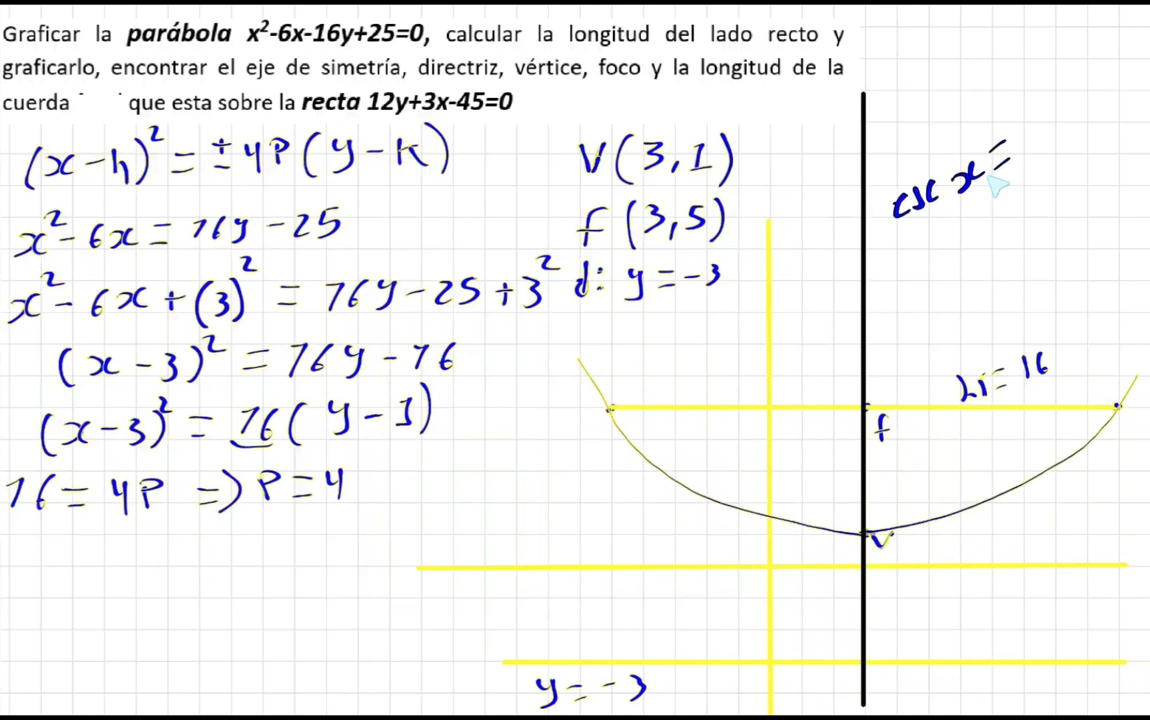 Graficar la parábola x²-6x-16y+25=0, calcular la longitud del lado recto y
graficarlo, encontrar el eje de simetría, directriz, vértice, foco y la longitud de la
cuerda que esta sobre la recta 12y+3x-45=0
(x-h)² = ±4P(y-k)
x²-6x = 16y-25
x²-6x+(3)² = 16y-25+3²
(x-3)² = 16y-16
(x-3)² = 16(y-1)
16 = 4P => P=4
V(3,1)
f(3,5)
d: y=-3
csc x=
Lr=16
f
V
y=-3